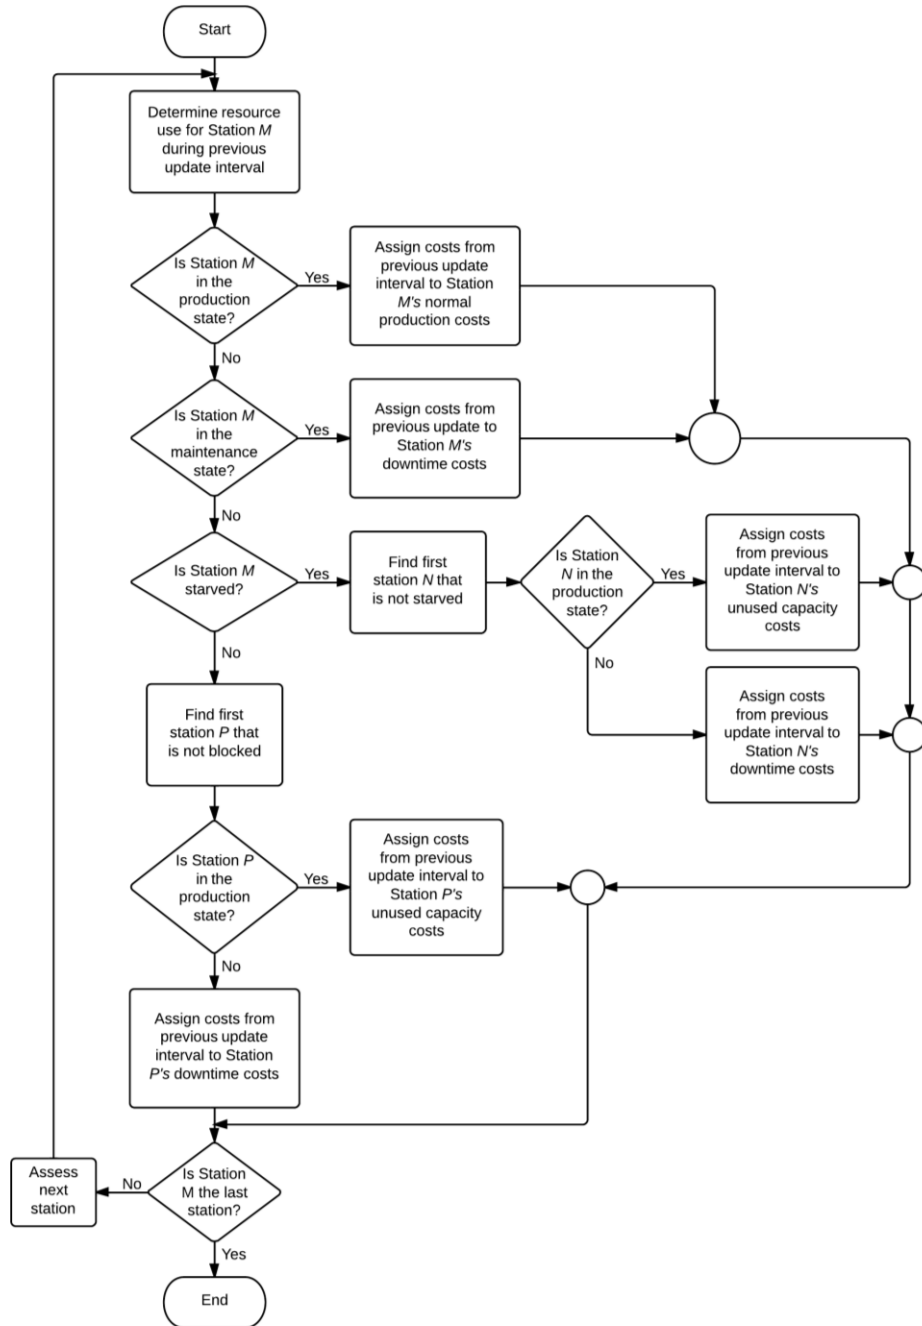 Start
Determine resource
use for Station M
during previous
update interval
Is Station M
in the
production
state?
Yes
Assign costs from
previous update
interval to Station
M's normal
production costs
No
Is Station M
in the
maintenance
state?
Yes
Assign costs from
previous update to
Station M's
downtime costs
No
Is Station M
starved?
Yes
Find first
station N that
is not starved
Is Station
N in the
production
state?
Yes
Assign costs
from previous
update interval to
Station N's
unused capacity
costs
No
No
Assign costs
from previous
update interval to
Station N's
downtime costs
Find first
station P that
is not blocked
Is Station P
in the
production
state?
Yes
Assign costs
from previous
update interval to
Station P's
unused capacity
costs
No
Assign costs from
previous update
interval to Station
P's downtime costs
Is Station
M the last
station?
No
Assess
next
station
Yes
End